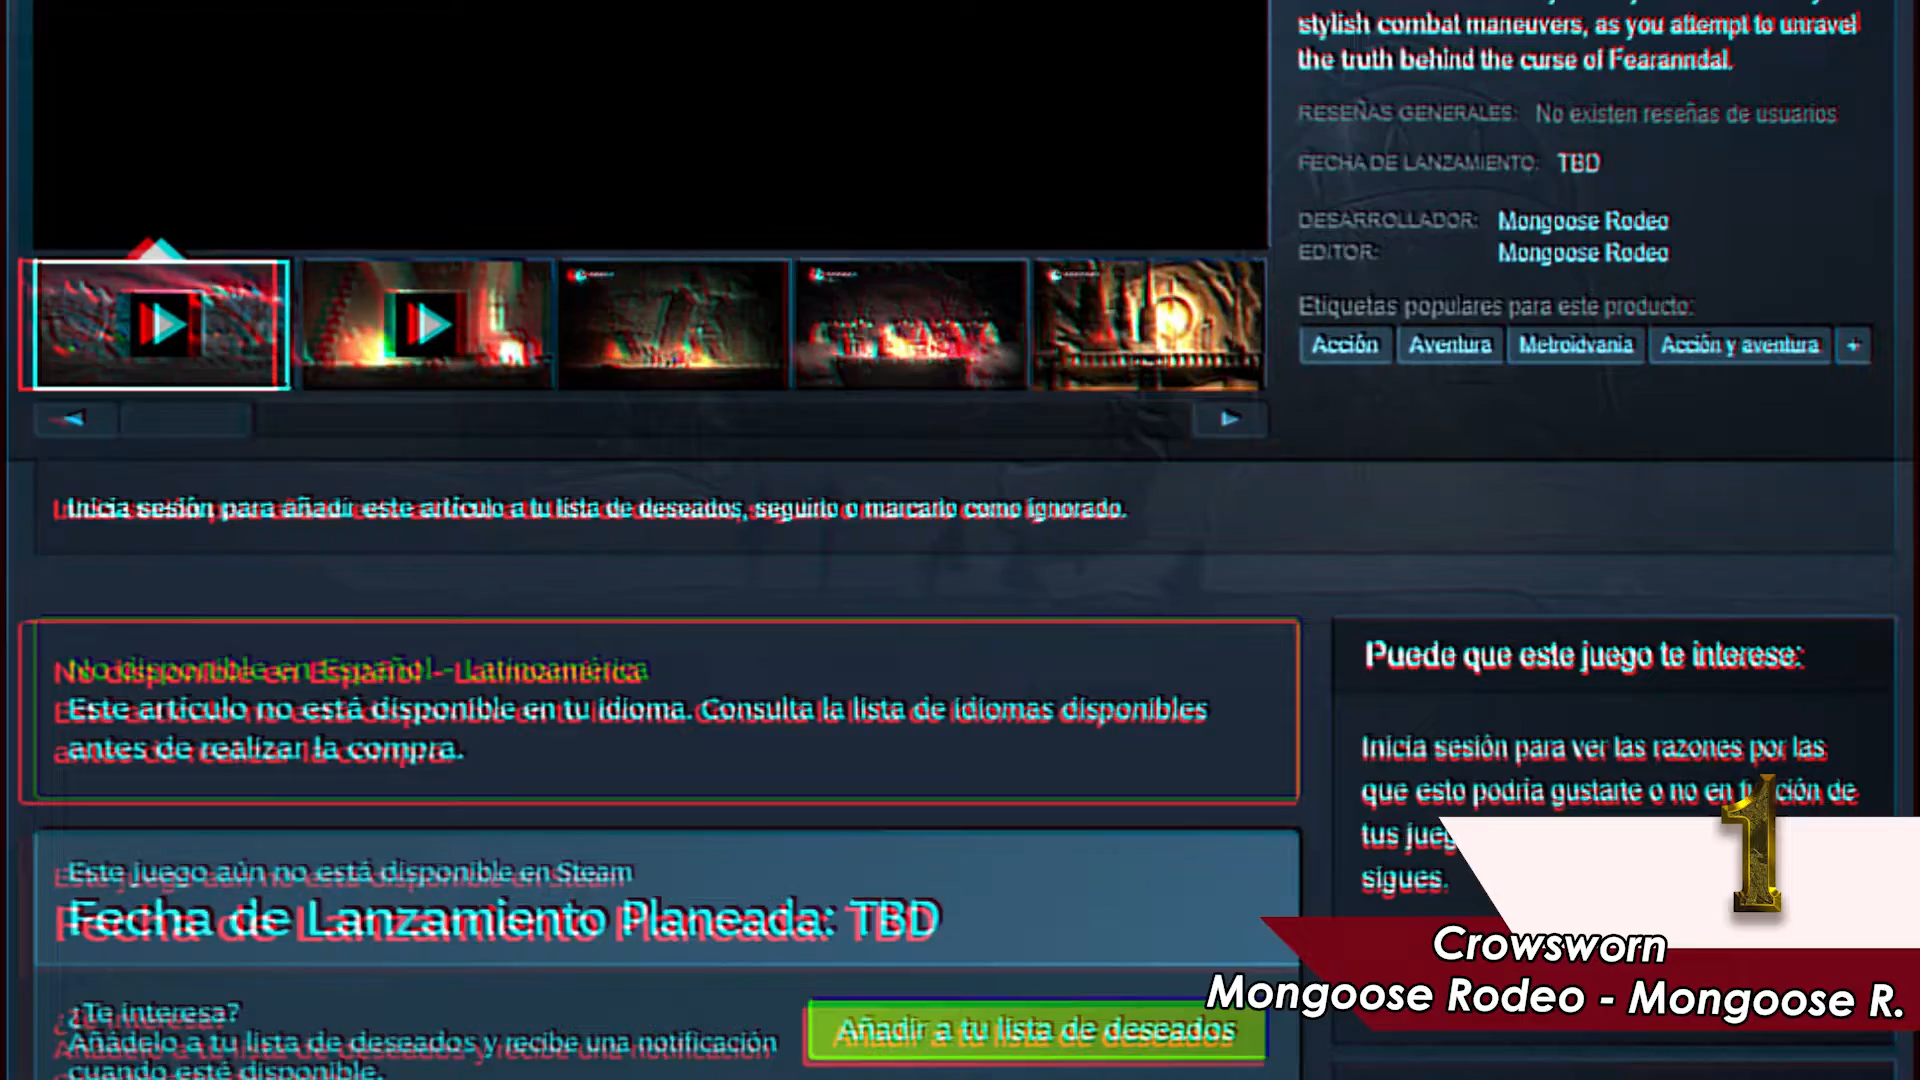 stylish combat maneuvers, as you attempt to unravel
the truth behind the curse of Fearanndal.
RESEÑAS GENERALES: No existen reseñas de usuarios
FECHA DE LANZAMIENTO: TBD
DESARROLLADOR: Mongoose Rodeo
EDITOR: Mongoose Rodeo
Etiquetas populares para este producto:
Acción Aventura Metroidvania Acción y aventura +
Inicia sesión para añadir este artículo a tu lista de deseados, seguirlo o marcarlo como ignorado.
No disponible en Español - Latinoamérica
Este artículo no está disponible en tu idioma. Consulta la lista de idiomas disponibles
antes de realizar la compra.
Este juego aún no está disponible en Steam
Fecha de Lanzamiento Planeada: TBD
¿Te interesa?
Añádelo a tu lista de deseados y recibe una notificación
cuando esté disponible.
Añadir a tu lista de deseados
Puede que este juego te interese:
Inicia sesión para ver las razones por las
que esto podría gustarte o no en ción de
tus
sigues.
1
Crowsworn
Mongoose Rodeo - Mongoose R.